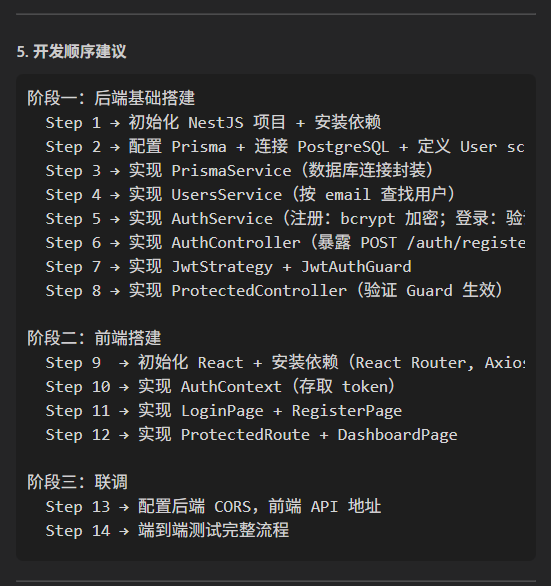 5. 开发顺序建议
阶段一：后端基础搭建
Step 1 → 初始化 NestJS 项目 + 安装依赖
Step 2 → 配置 Prisma + 连接 PostgreSQL + 定义 User sc
Step 3 → 实现 PrismaService（数据库连接封装）
Step 4 → 实现 UsersService（按 email 查找用户）
Step 5 → 实现 AuthService（注册：bcrypt 加密；登录：验
Step 6 → 实现 AuthController（暴露 POST /auth/registe
Step 7 → 实现 JwtStrategy + JwtAuthGuard
Step 8 → 实现 ProtectedController（验证 Guard 生效）
阶段二：前端搭建
Step 9 → 初始化 React + 安装依赖（React Router, Axios
Step 10 → 实现 AuthContext（存取 token）
Step 11 → 实现 LoginPage + RegisterPage
Step 12 → 实现 ProtectedRoute + DashboardPage
阶段三：联调
Step 13 → 配置后端 CORS，前端 API 地址
Step 14 → 端到端测试完整流程